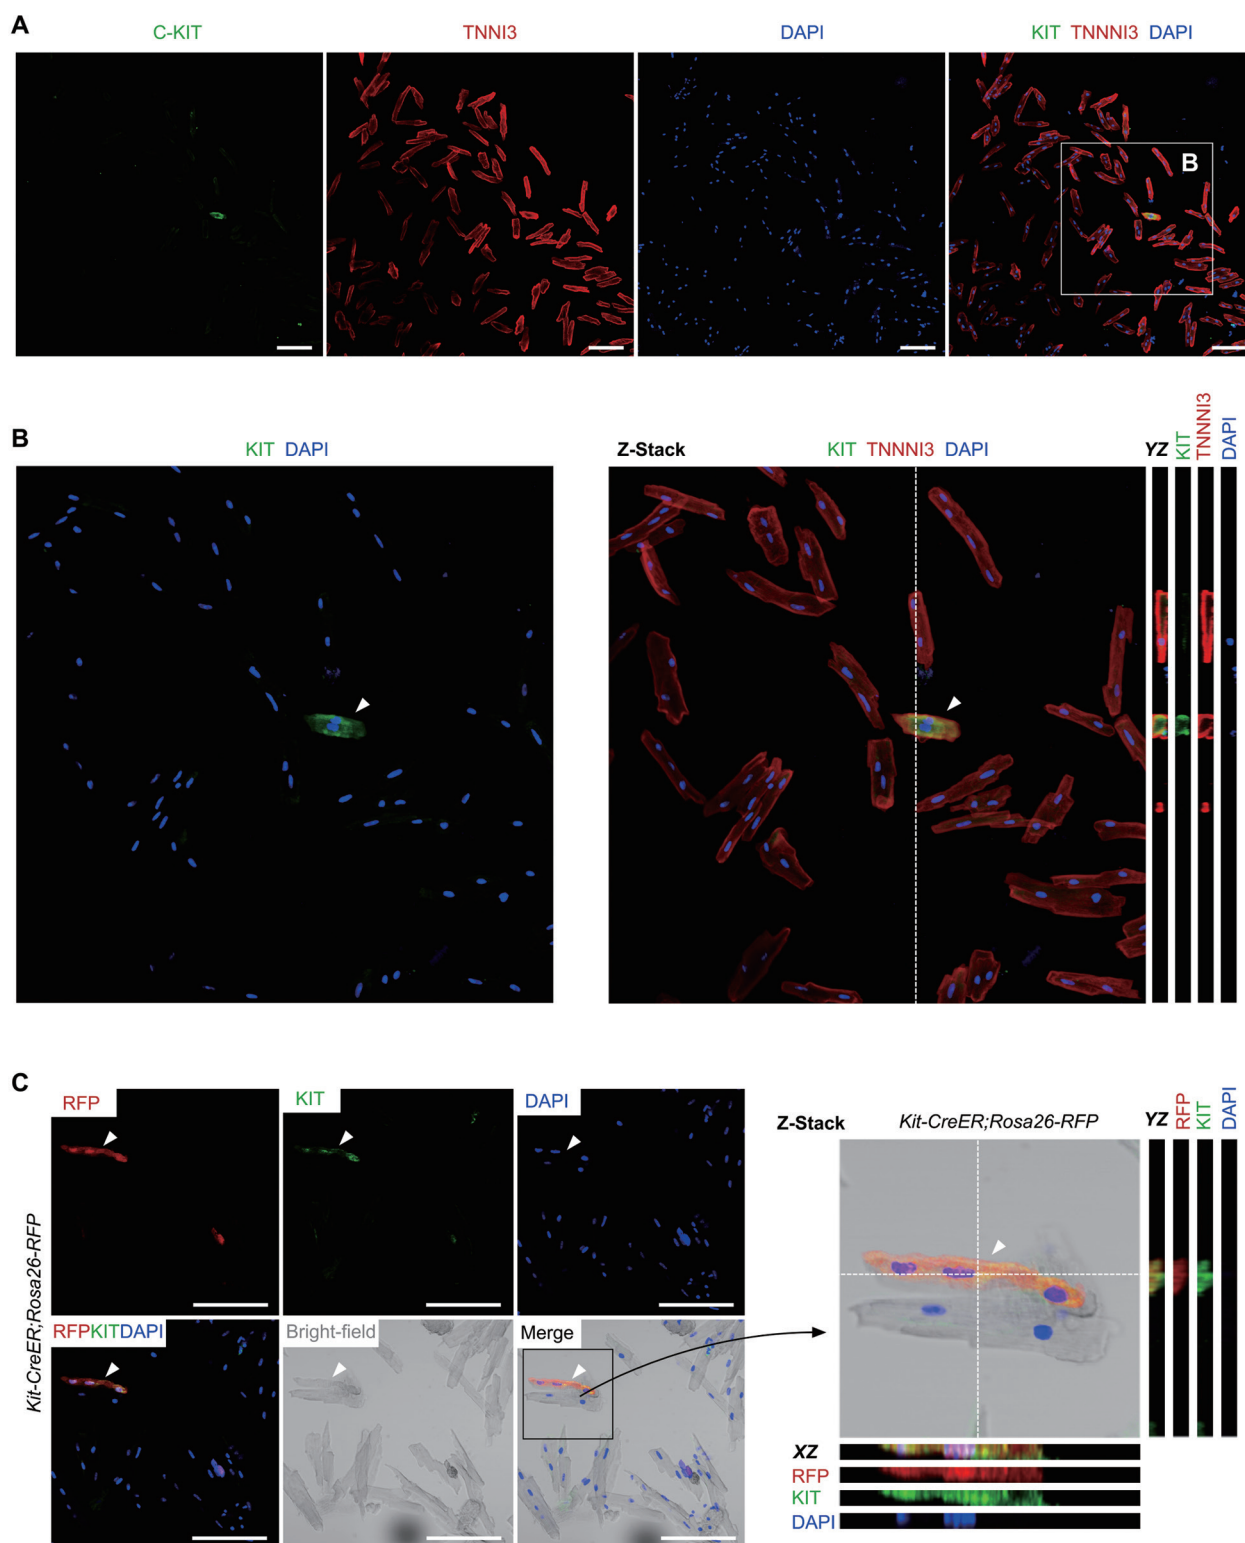 A
C-KIT TNNI3 DAPI KIT TNNNI3 DAPI
B
B
KIT DAPI
Z-Stack KIT TNNNI3 DAPI YZ KIT TNNNI3 DAPI
C
Kit-CreER;Rosa26-RFP
RFP KIT DAPI
RFPKITDAPI Bright-field Merge
Z-Stack Kit-CreER;Rosa26-RFP YZ RFP KIT DAPI
XZ
RFP
KIT
DAPI